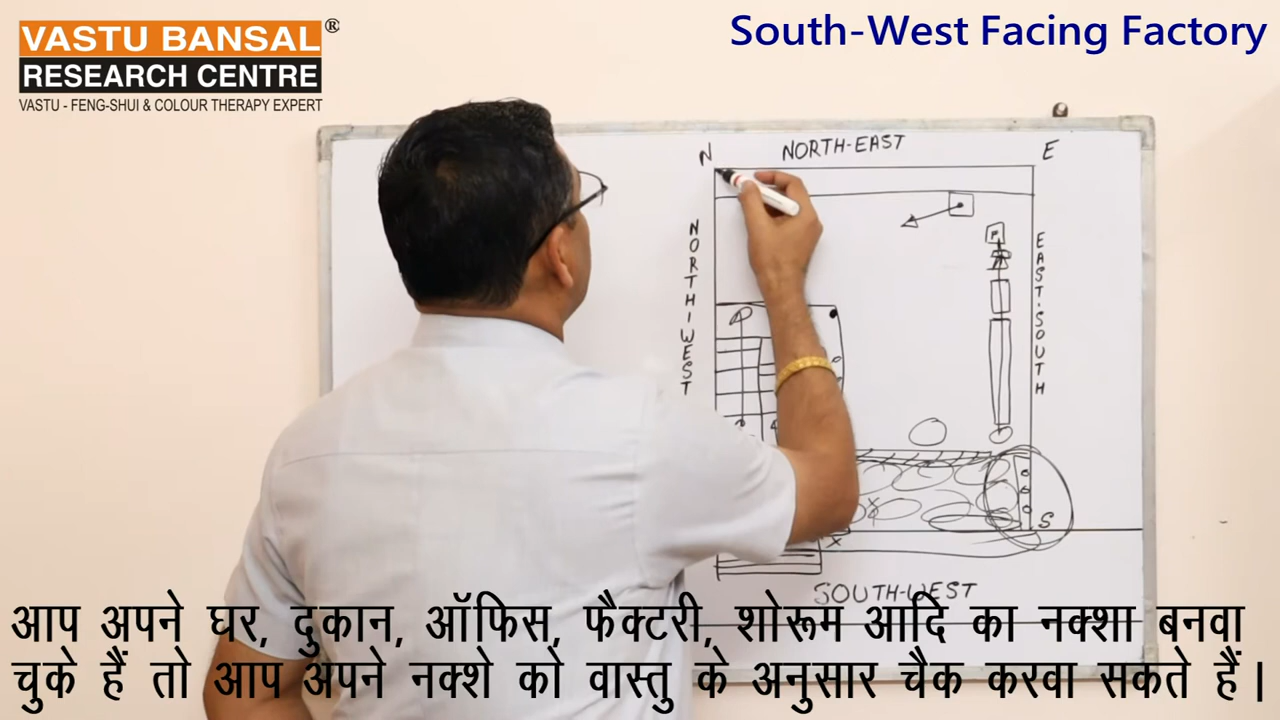 VASTU BANSAL®
RESEARCH CENTRE
VASTU - FENG-SHUI & COLOUR THERAPY EXPERT
South-West Facing Factory
N
NORTH-EAST
E
NORTH-WEST
EAST-SOUTH
P
S
SOUTH-WEST
आप अपने घर, दुकान, ऑफिस, फैक्टरी, शोरूम आदि का नक्शा बनवा
चुके हैं तो आप अपने नक्शे को वास्तु के अनुसार चैक करवा सकते हैं।